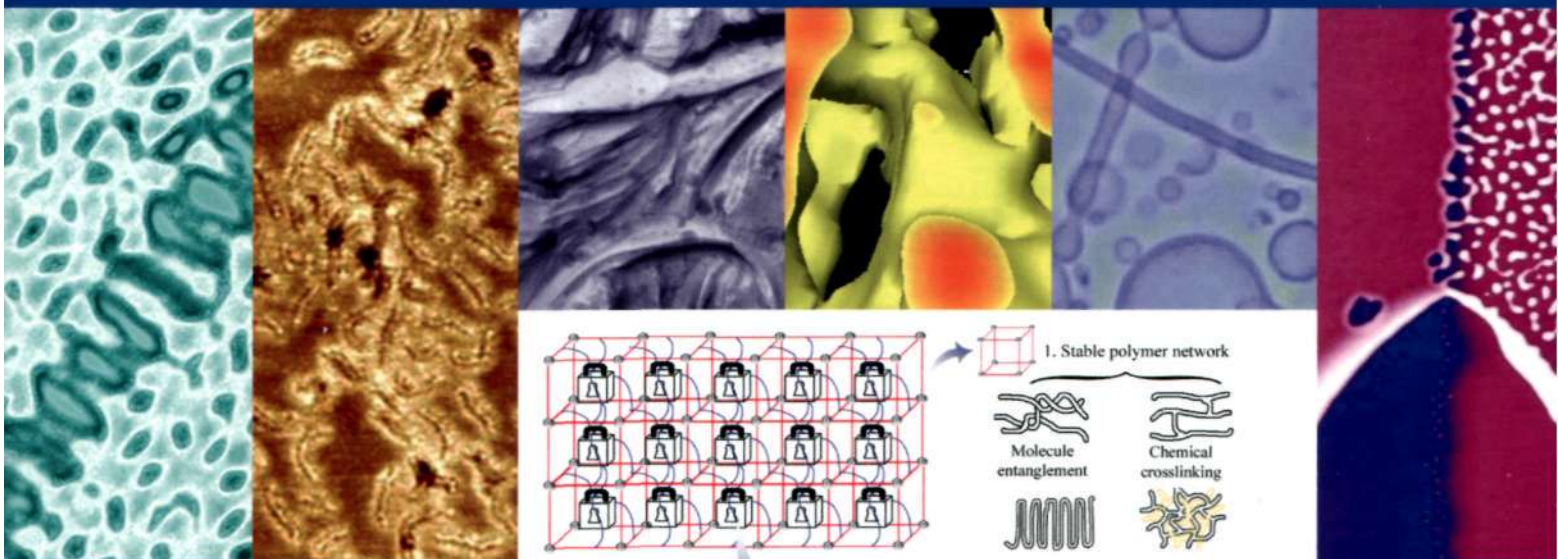 1. Stable polymer network
Molecule
entanglement
Chemical
crosslinking